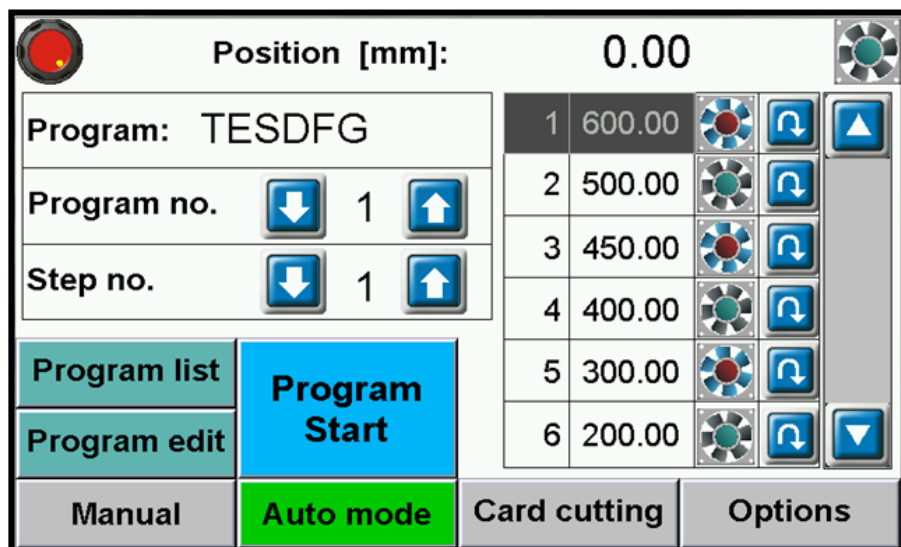 Position [mm]: 0.00
Program: TESDFG
Program no. 1
Step no. 1
1 600.00
2 500.00
3 450.00
4 400.00
5 300.00
6 200.00
Program list
Program edit
Program
Start
Manual
Auto mode
Card cutting
Options